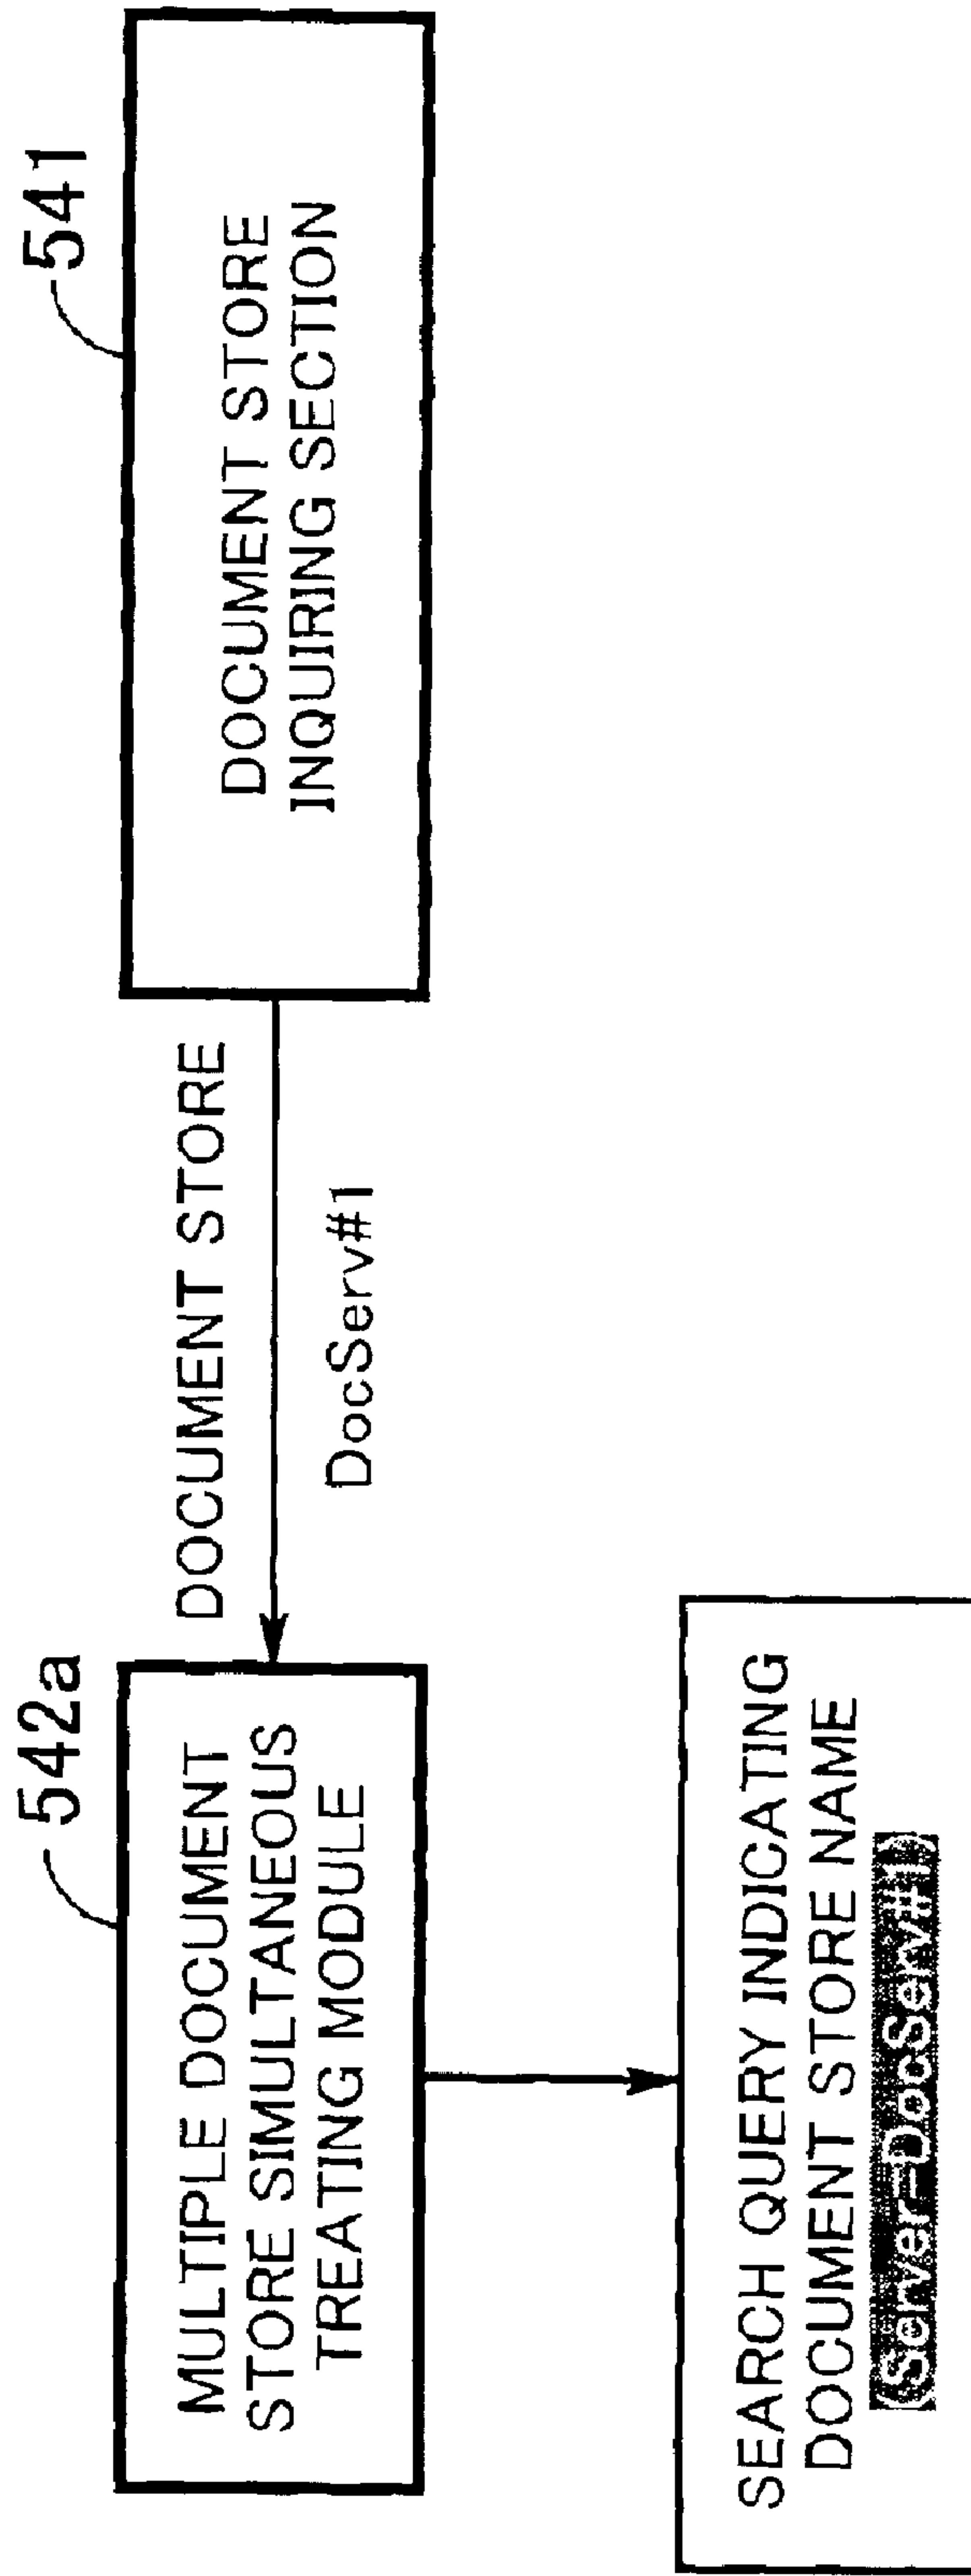 542a
MULTIPLE DOCUMENT
STORE SIMULTANEOUS
TREATING MODULE
DOCUMENT STORE
DocServ#1
541
DOCUMENT STORE
INQUIRING SECTION
SEARCH QUERY INDICATING
DOCUMENT STORE NAME
(Server=DocServ#1)